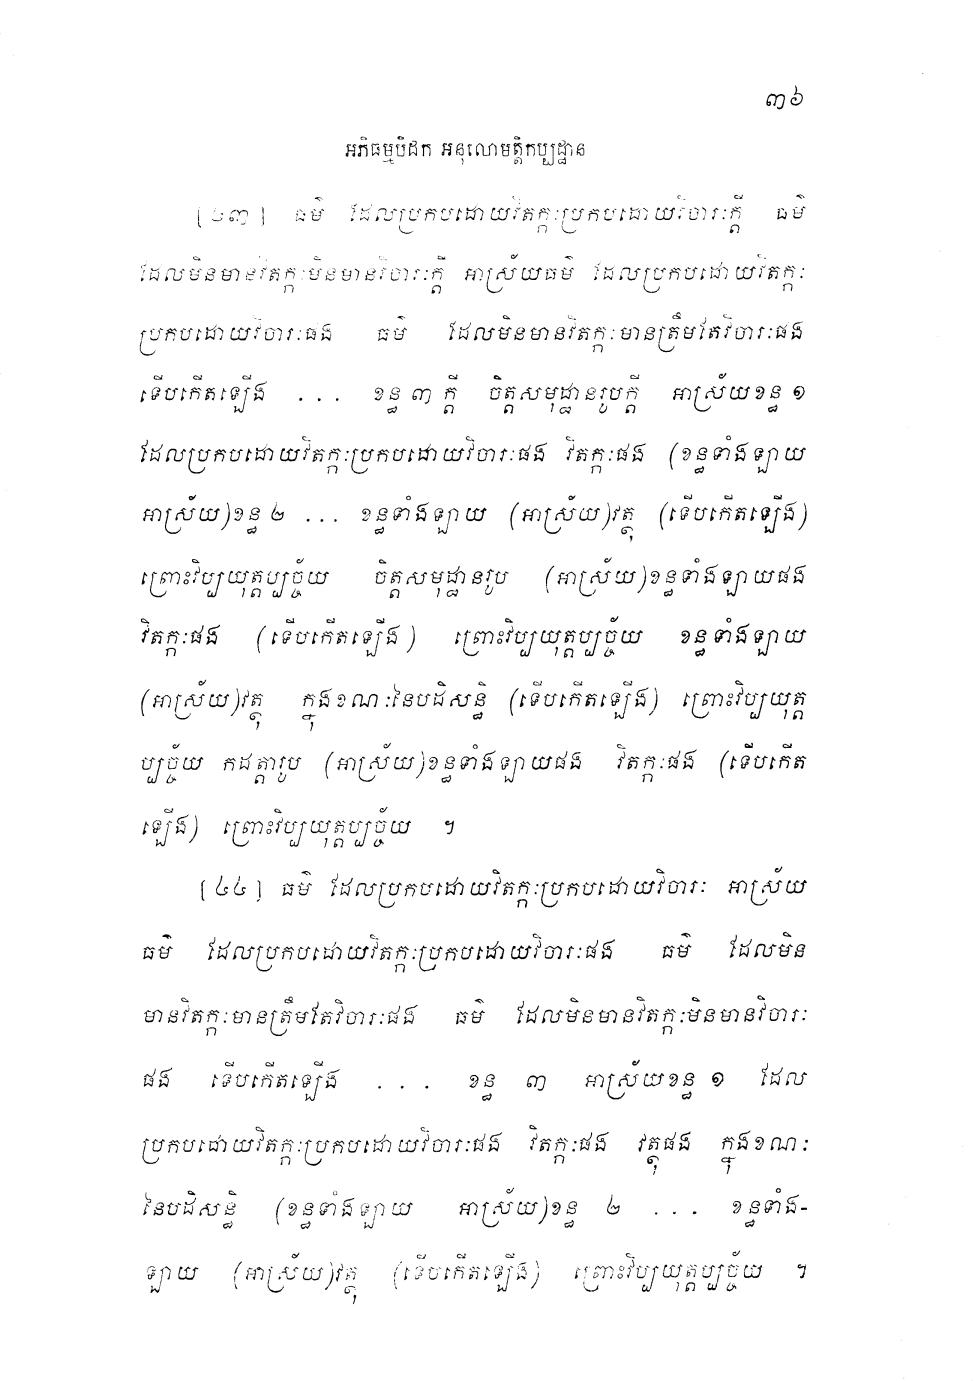 ៣៦
អភិធម្មបិដក អនុលោមត្តិកប្បដ្ឋាន
[៤៣] ធម៌ ដែលប្រកបដោយវិតក្កៈប្រកបដោយវិចារៈក្តី ធម៌
ដែលមិនមានវិតក្កៈមិនមានវិចារៈក្តី អាស្រ័យធម៌ ដែលប្រកបដោយវិតក្កៈ
ប្រកបដោយវិចារៈផង ធម៌ ដែលមិនមានវិតក្កៈមានត្រឹមតែវិចារៈផង
ទើបកើតឡើង ... ខន្ធ ៣ ក្តី ចិត្តសមុដ្ឋានរូបក្តី អាស្រ័យខន្ធ ១
ដែលប្រកបដោយវិតក្កៈប្រកបដោយវិចារៈផង វិតក្កៈផង (ខន្ធទាំងឡាយ
អាស្រ័យ)ខន្ធ ២ ... ខន្ធទាំងឡាយ (អាស្រ័យ)វត្ថុ (ទើបកើតឡើង)
ព្រោះវិប្បយុត្តប្បច្ច័យ ចិត្តសមុដ្ឋានរូប (អាស្រ័យ)ខន្ធទាំងឡាយផង
វិតក្កៈផង (ទើបកើតឡើង) ព្រោះវិប្បយុត្តប្បច្ច័យ ខន្ធទាំងឡាយ
(អាស្រ័យ)វត្ថុ ក្នុងខណៈនៃបដិសន្ធិ (ទើបកើតឡើង) ព្រោះវិប្បយុត្ត
ប្បច្ច័យ កដត្តារូប (អាស្រ័យ)ខន្ធទាំងឡាយផង វិតក្កៈផង (ទើបកើត
ឡើង) ព្រោះវិប្បយុត្តប្បច្ច័យ ។
[៤៤] ធម៌ ដែលប្រកបដោយវិតក្កៈប្រកបដោយវិចារៈ អាស្រ័យ
ធម៌ ដែលប្រកបដោយវិតក្កៈប្រកបដោយវិចារៈផង ធម៌ ដែលមិន
មានវិតក្កៈមានត្រឹមតែវិចារៈផង ធម៌ ដែលមិនមានវិតក្កៈមិនមានវិចារៈ
ផង ទើបកើតឡើង ... ខន្ធ ៣ អាស្រ័យខន្ធ ១ ដែល
ប្រកបដោយវិតក្កៈប្រកបដោយវិចារៈផង វិតក្កៈផង វត្ថុផង ក្នុងខណៈ
នៃបដិសន្ធិ (ខន្ធទាំងឡាយ អាស្រ័យ)ខន្ធ ២ ... ខន្ធទាំង-
ឡាយ (អាស្រ័យ)វត្ថុ (ទើបកើតឡើង) ព្រោះវិប្បយុត្តប្បច្ច័យ ។